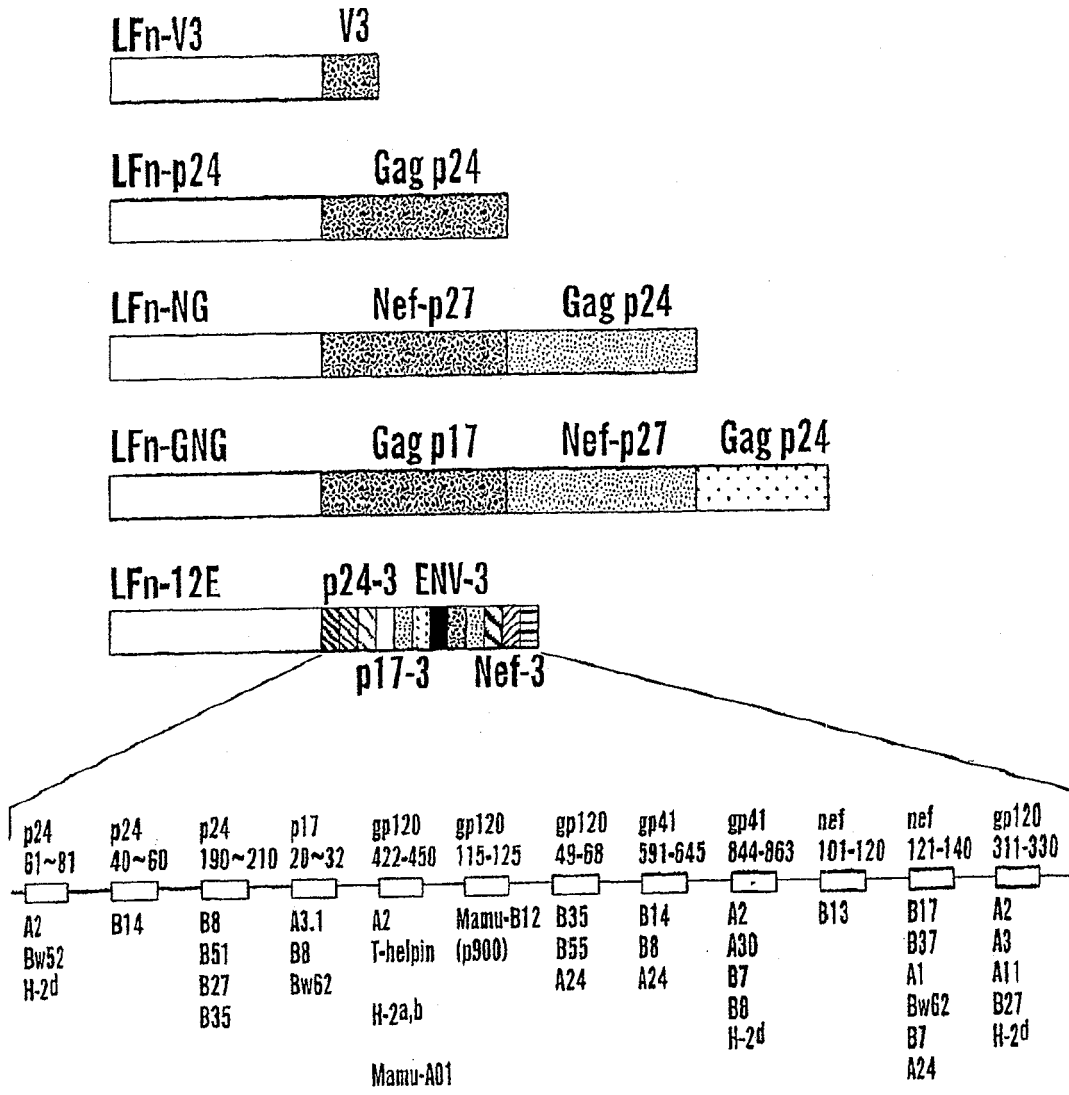 LFn-V3 V3
LFn-p24 Gag p24
LFn-NG Nef-p27 Gag p24
LFn-GNG Gag p17 Nef-p27 Gag p24
LFn-12E p24-3 ENV-3
p17-3 Nef-3
p24 p24 p24 p17 gp120 gp120 gp120 gp41 gp41 nef nef gp120
61~81 40~60 190~210 20~32 422-450 115-125 49-68 591-645 844-863 101-120 121-140 311-330
A2 B14 B8 A3.1 A2 Mamu-B12 B35 B14 A2 B13 B17 A2
Bw52 B51 B8 T-helpin (p900) B55 B8 A30 B37 A3
H-2d B27 Bw62 A24 A24 B7 A1 A11
B35 H-2a,b B8 Bw62 B27
H-2d B7 H-2d
Mamu-A01 A24